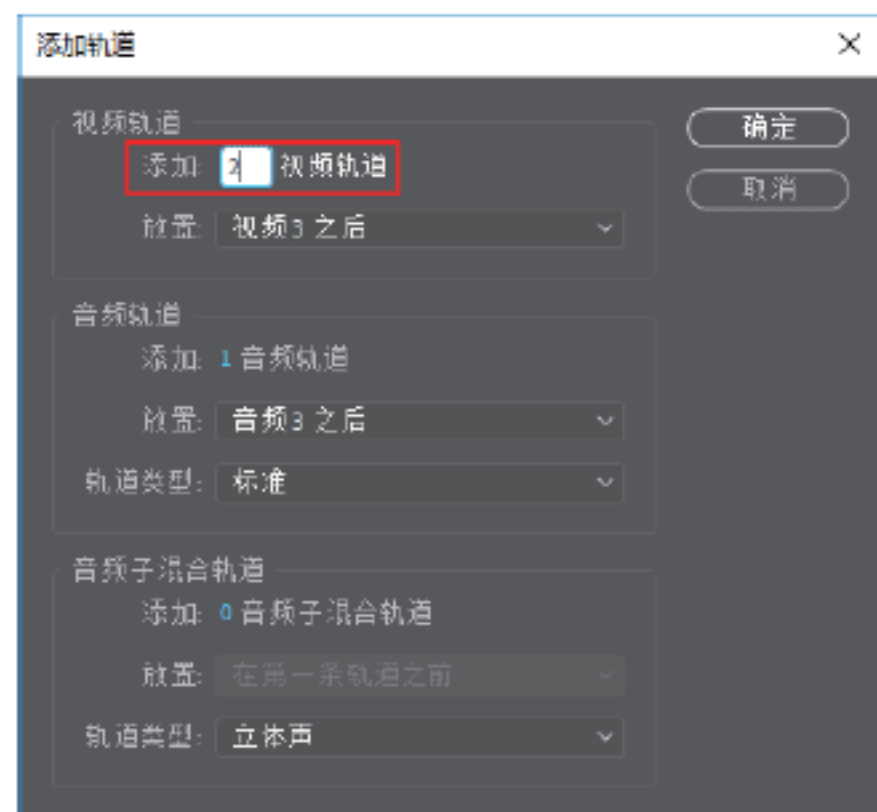 添加轨道
视频轨道
确定
添加: 2 视频轨道
取消
放置: 视频3 之后
音频轨道
添加: 1 音频轨道
放置: 音频3 之后
轨道类型: 标准
音频子混合轨道
添加: 0 音频子混合轨道
放置: 在第一条轨道之前
轨道类型: 立体声